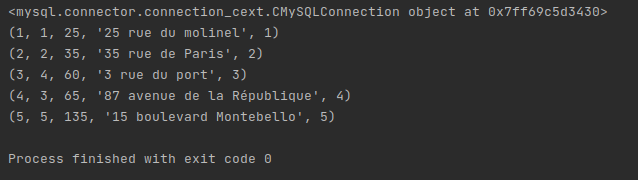 <mysql.connector.connection_cext.CMySQLConnection object at 0x7ff69c5d3430>
(1, 1, 25, '25 rue du molinel', 1)
(2, 2, 35, '35 rue de Paris', 2)
(3, 4, 60, '3 rue du port', 3)
(4, 3, 65, '87 avenue de la République', 4)
(5, 5, 135, '15 boulevard Montebello', 5)
Process finished with exit code 0